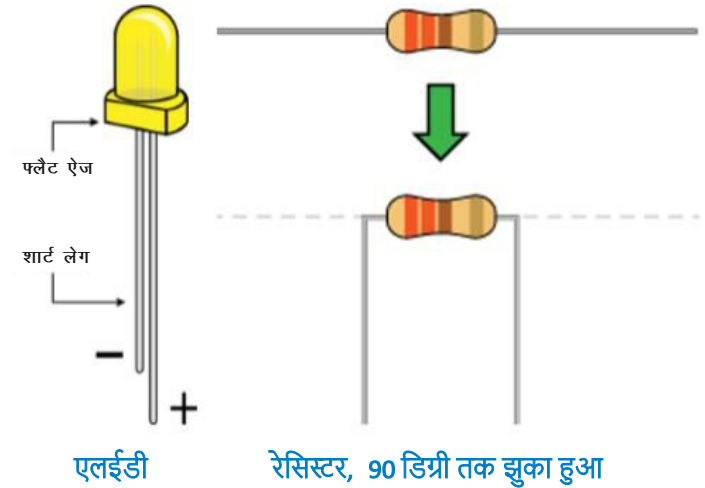 फ्लैट ऐज
शार्ट लेग
−
+
एलईडी
रेसिस्टर, 90 डिग्री तक झुका हुआ